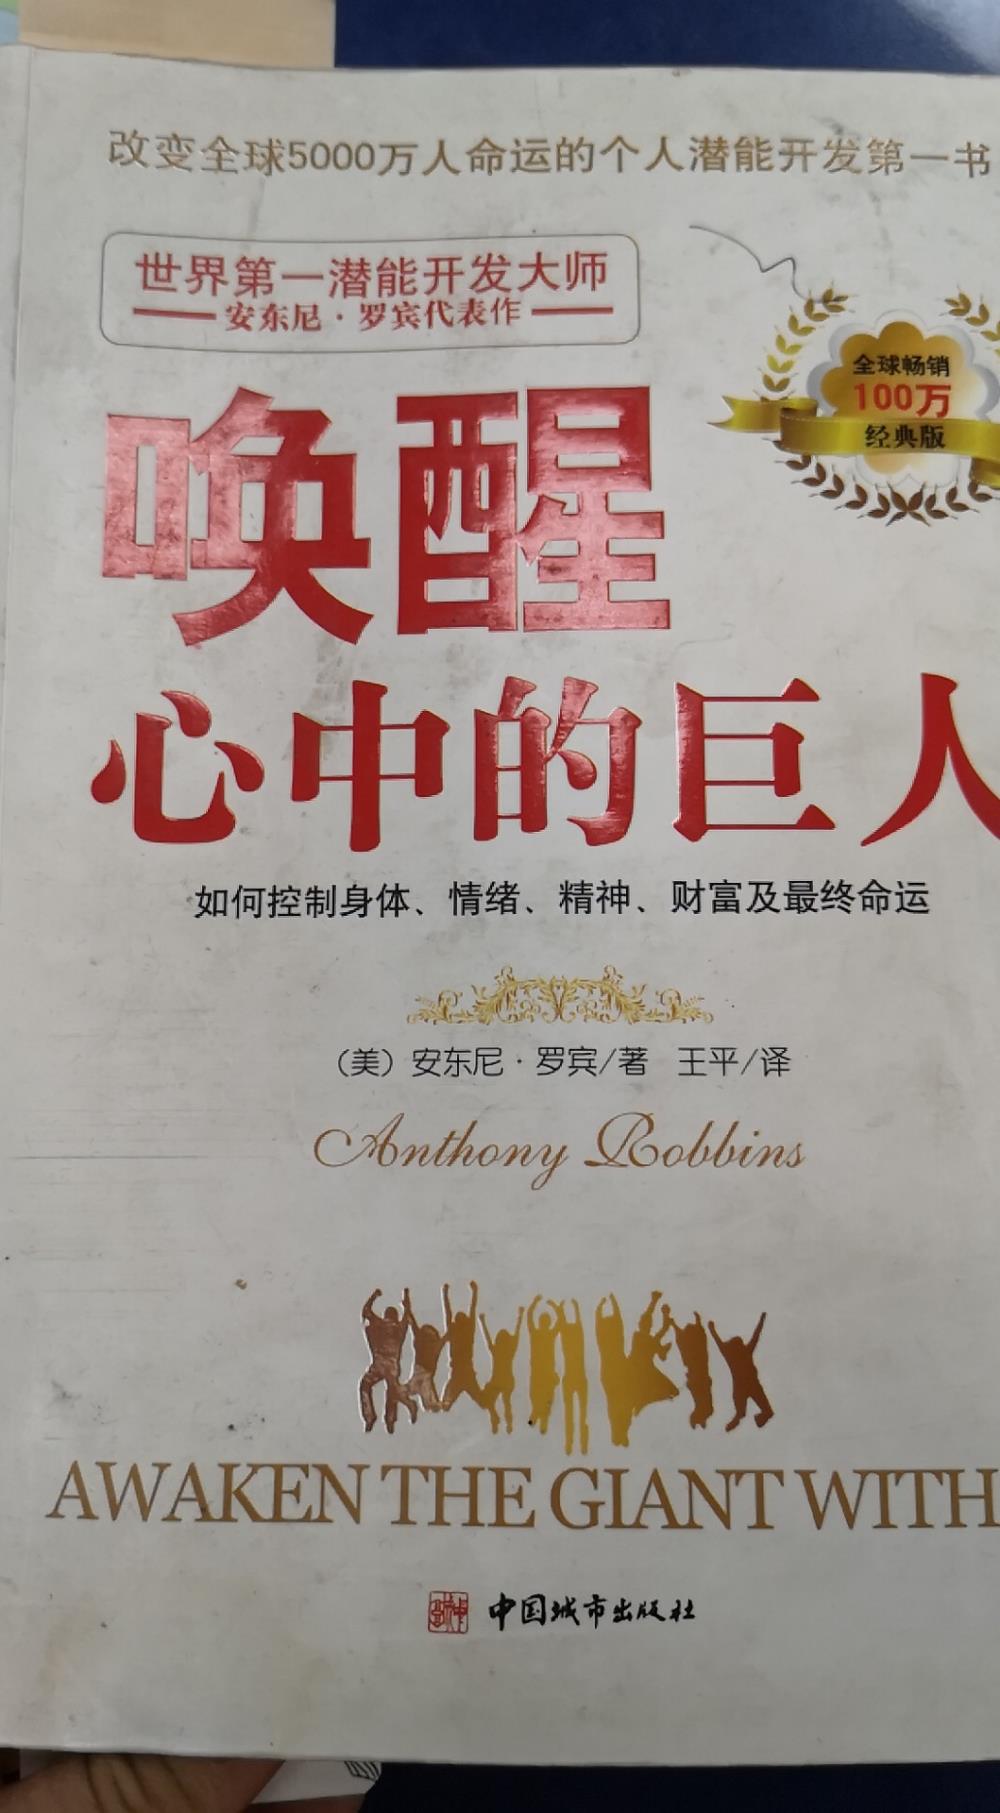 改变全球5000万人命运的个人潜能开发第一书
世界第一潜能开发大师
安东尼·罗宾代表作
全球畅销
100万
经典版
唤醒
心中的巨人
如何控制身体、情绪、精神、财富及最终命运
(美) 安东尼·罗宾/著 王平/译
Anthony Robbins
AWAKEN THE GIANT WITH
中国城市出版社